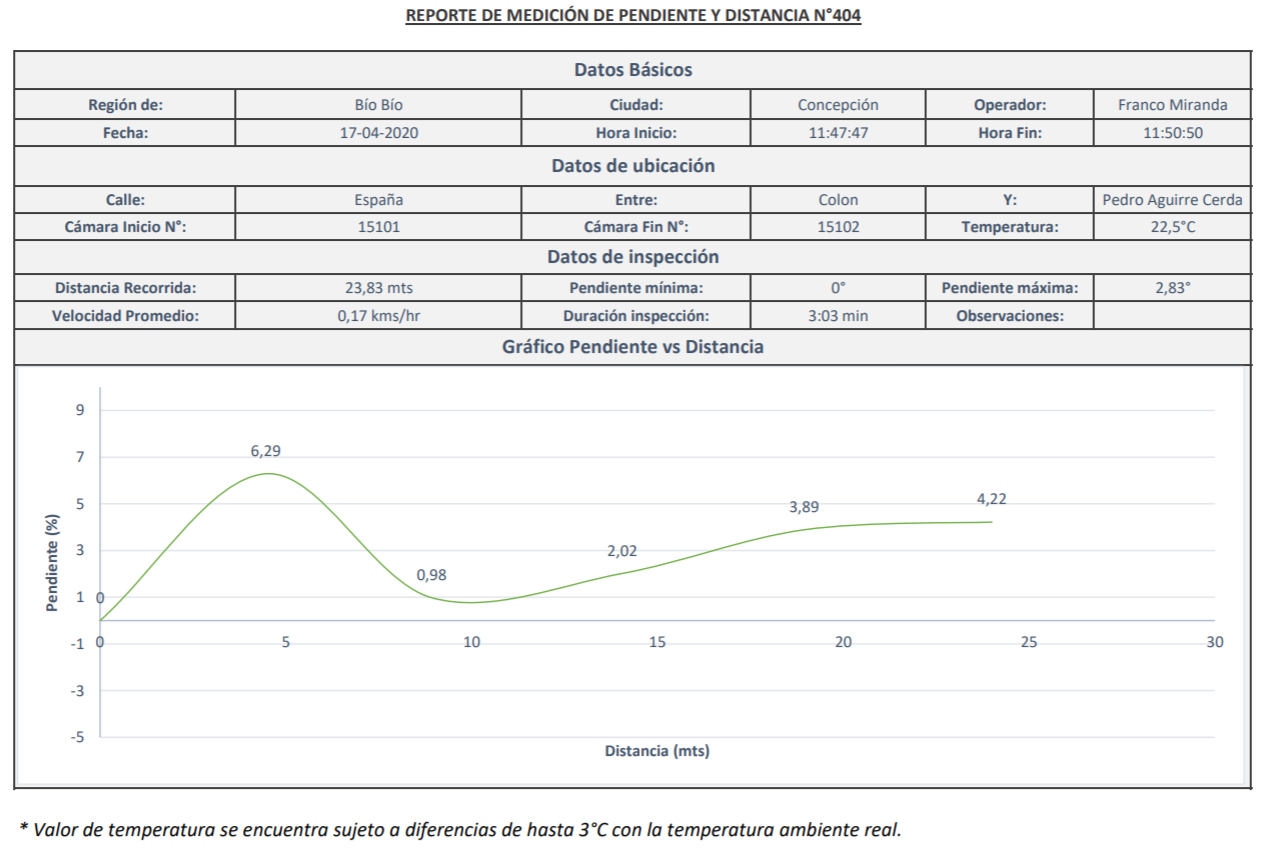 REPORTE DE MEDICIÓN DE PENDIENTE Y DISTANCIA N°404
Datos Básicos
Región de: Bío Bío Ciudad: Concepción Operador: Franco Miranda
Fecha: 17-04-2020 Hora Inicio: 11:47:47 Hora Fin: 11:50:50
Datos de ubicación
Calle: España Entre: Colon Y: Pedro Aguirre Cerda
Cámara Inicio N°: 15101 Cámara Fin N°: 15102 Temperatura: 22,5°C
Datos de inspección
Distancia Recorrida: 23,83 mts Pendiente mínima: 0° Pendiente máxima: 2,83°
Velocidad Promedio: 0,17 kms/hr Duración inspección: 3:03 min Observaciones:
Gráfico Pendiente vs Distancia
Pendiente (%)
9
7
5
3
1
-1
-3
-5
0
6,29
0,98
2,02
3,89
4,22
0 5 10 15 20 25 30
Distancia (mts)
* Valor de temperatura se encuentra sujeto a diferencias de hasta 3°C con la temperatura ambiente real.